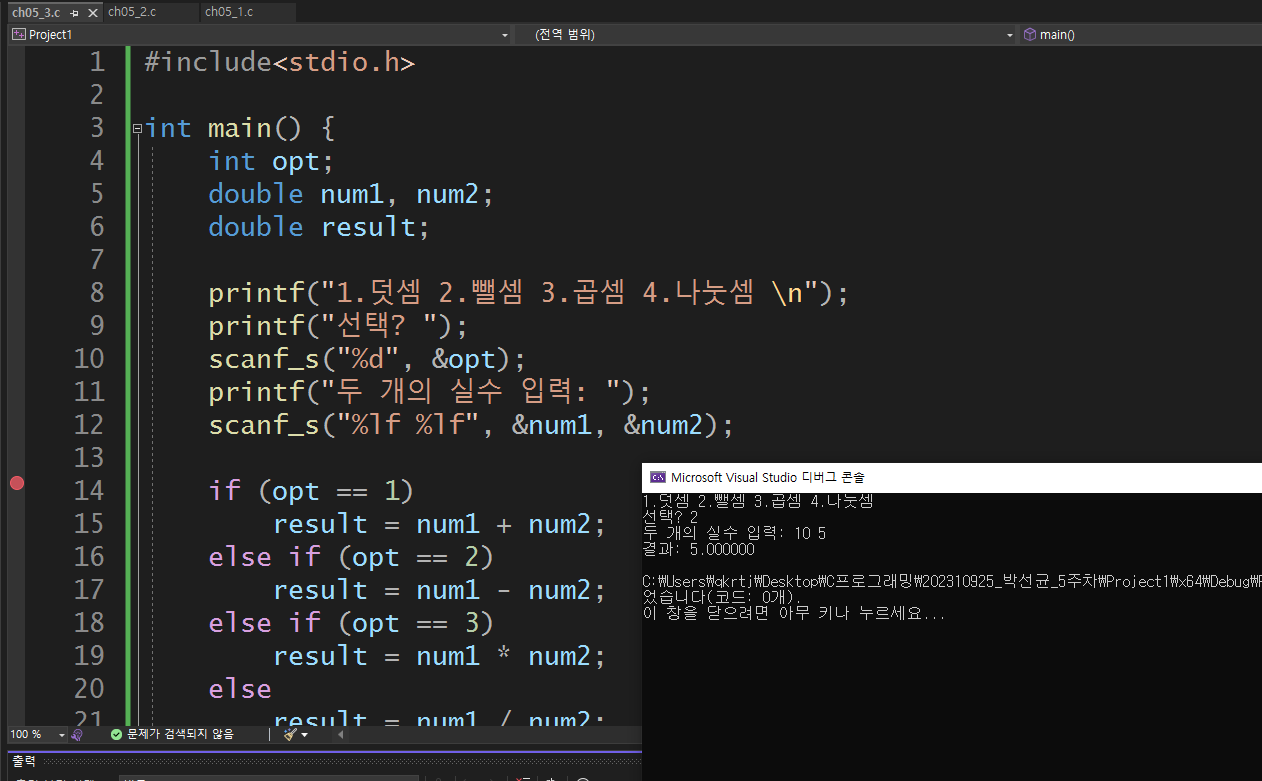 ch05_3.c ch05_2.c ch05_1.c
Project1 (전역 범위) main()
1 #include<stdio.h>
2
3 int main() {
4 int opt;
5 double num1, num2;
6 double result;
7
8 printf("1.덧셈 2.뺄셈 3.곱셈 4.나눗셈 \n");
9 printf("선택? ");
10 scanf_s("%d", &opt);
11 printf("두 개의 실수 입력: ");
12 scanf_s("%lf %lf", &num1, &num2);
13
14 if (opt == 1)
15 result = num1 + num2;
16 else if (opt == 2)
17 result = num1 - num2;
18 else if (opt == 3)
19 result = num1 * num2;
20 else
21 result = num1 / num2;
100 % 문제가 검색되지 않음
출력
Microsoft Visual Studio 디버그 콘솔
1.덧셈 2.뺄셈 3.곱셈 4.나눗셈
선택? 2
두 개의 실수 입력: 10 5
결과: 5.000000
C:₩Users₩qkrtj₩Desktop₩C프로그래밍₩202310925_박선균_5주차₩Project1₩x64₩Debug₩
었습니다(코드: 0개).
이 창을 닫으려면 아무 키나 누르세요...